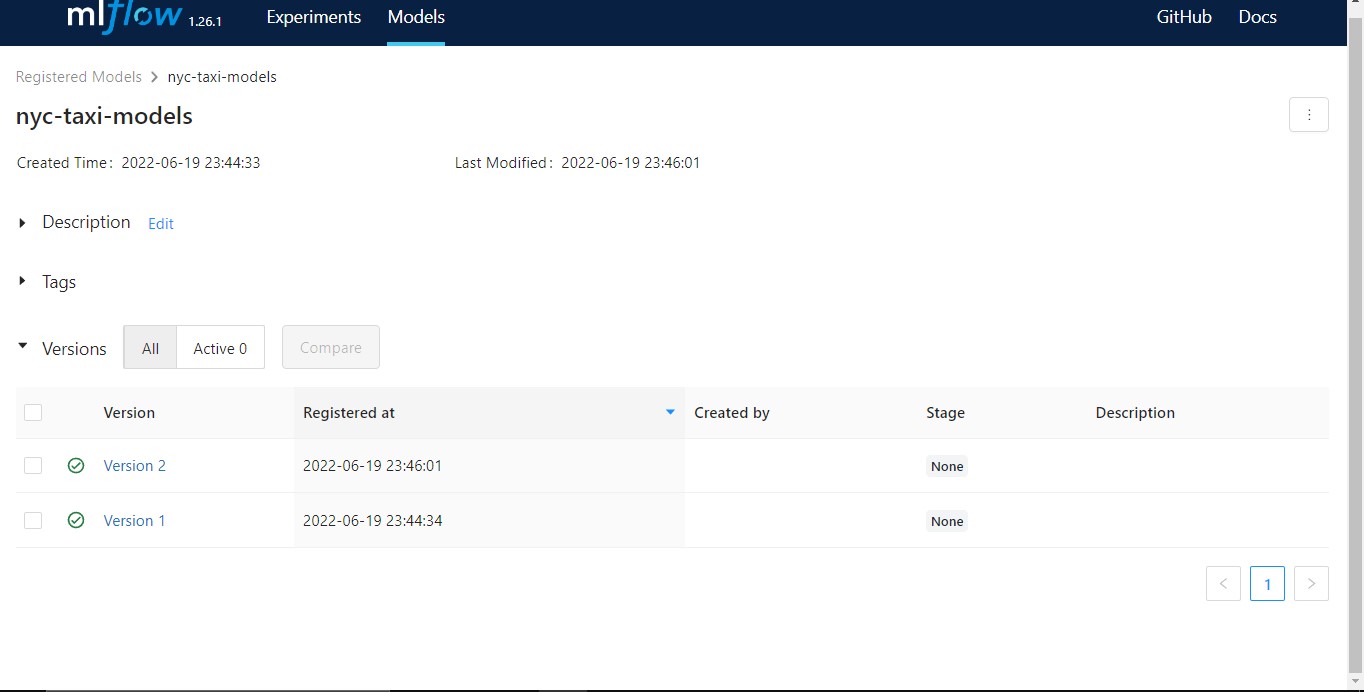 mlflow 1.26.1 Experiments Models GitHub Docs
Registered Models > nyc-taxi-models
nyc-taxi-models
Created Time: 2022-06-19 23:44:33 Last Modified: 2022-06-19 23:46:01
Description Edit
Tags
Versions All Active 0 Compare
Version Registered at Created by Stage Description
Version 2 2022-06-19 23:46:01 None
Version 1 2022-06-19 23:44:34 None
< 1 >